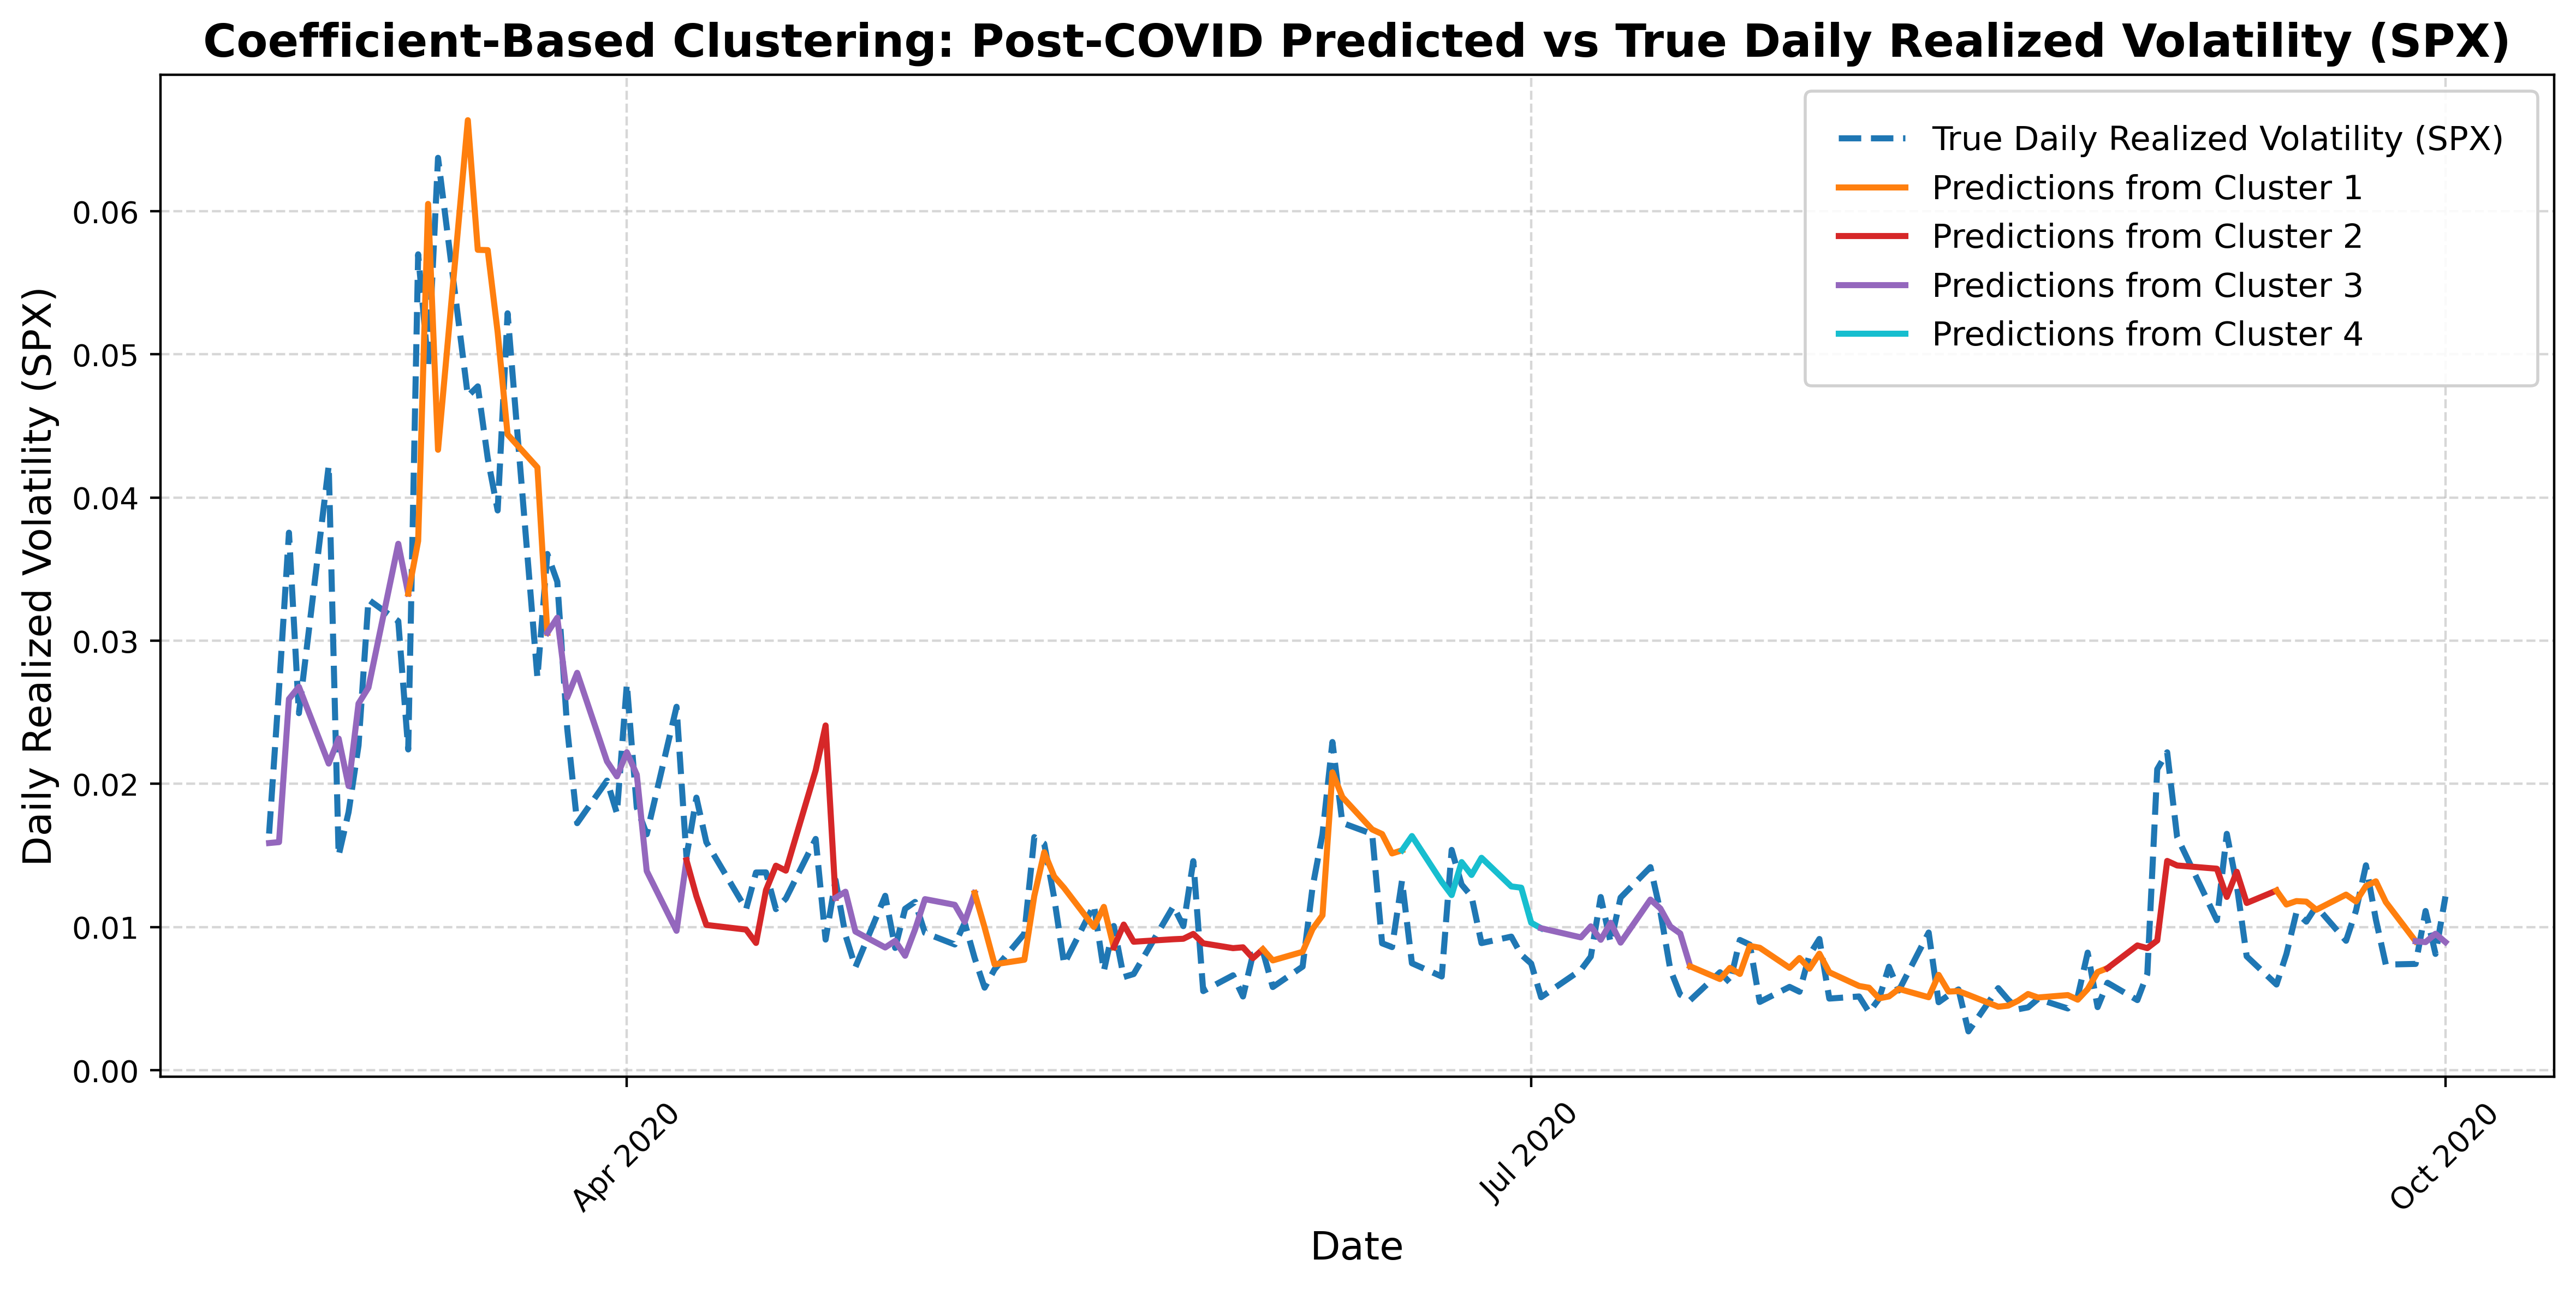 Coefficient-Based Clustering: Post-COVID Predicted vs True Daily Realized Volatility (SPX)
True Daily Realized Volatility (SPX)
Predictions from Cluster 1
Predictions from Cluster 2
Predictions from Cluster 3
Predictions from Cluster 4
Daily Realized Volatility (SPX)
0.06
0.05
0.04
0.03
0.02
0.01
0.00
Apr 2020
Jul 2020
Oct 2020
Date